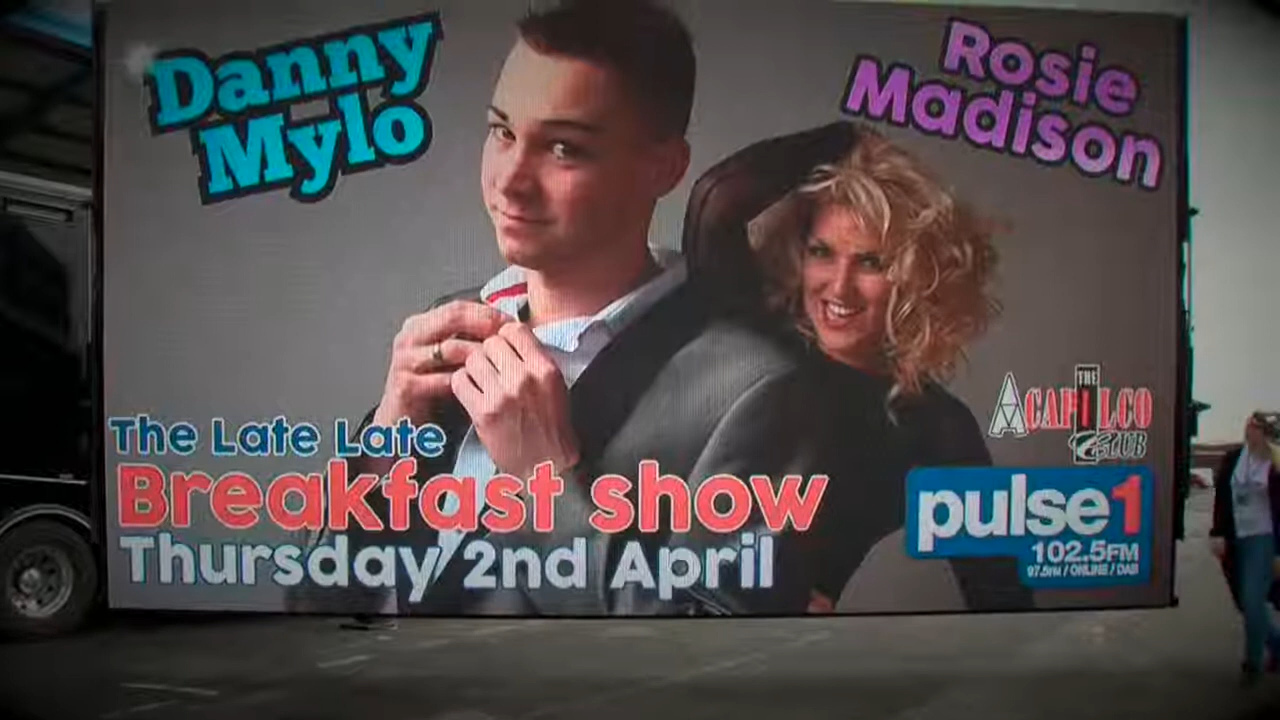 Danny
Mylo
Rosie
Madison
The Late Late
Breakfast show
Thursday 2nd April
THE
ACAPULCO
CLUB
pulse1
102.5FM
97.5FM / ONLINE / DAB